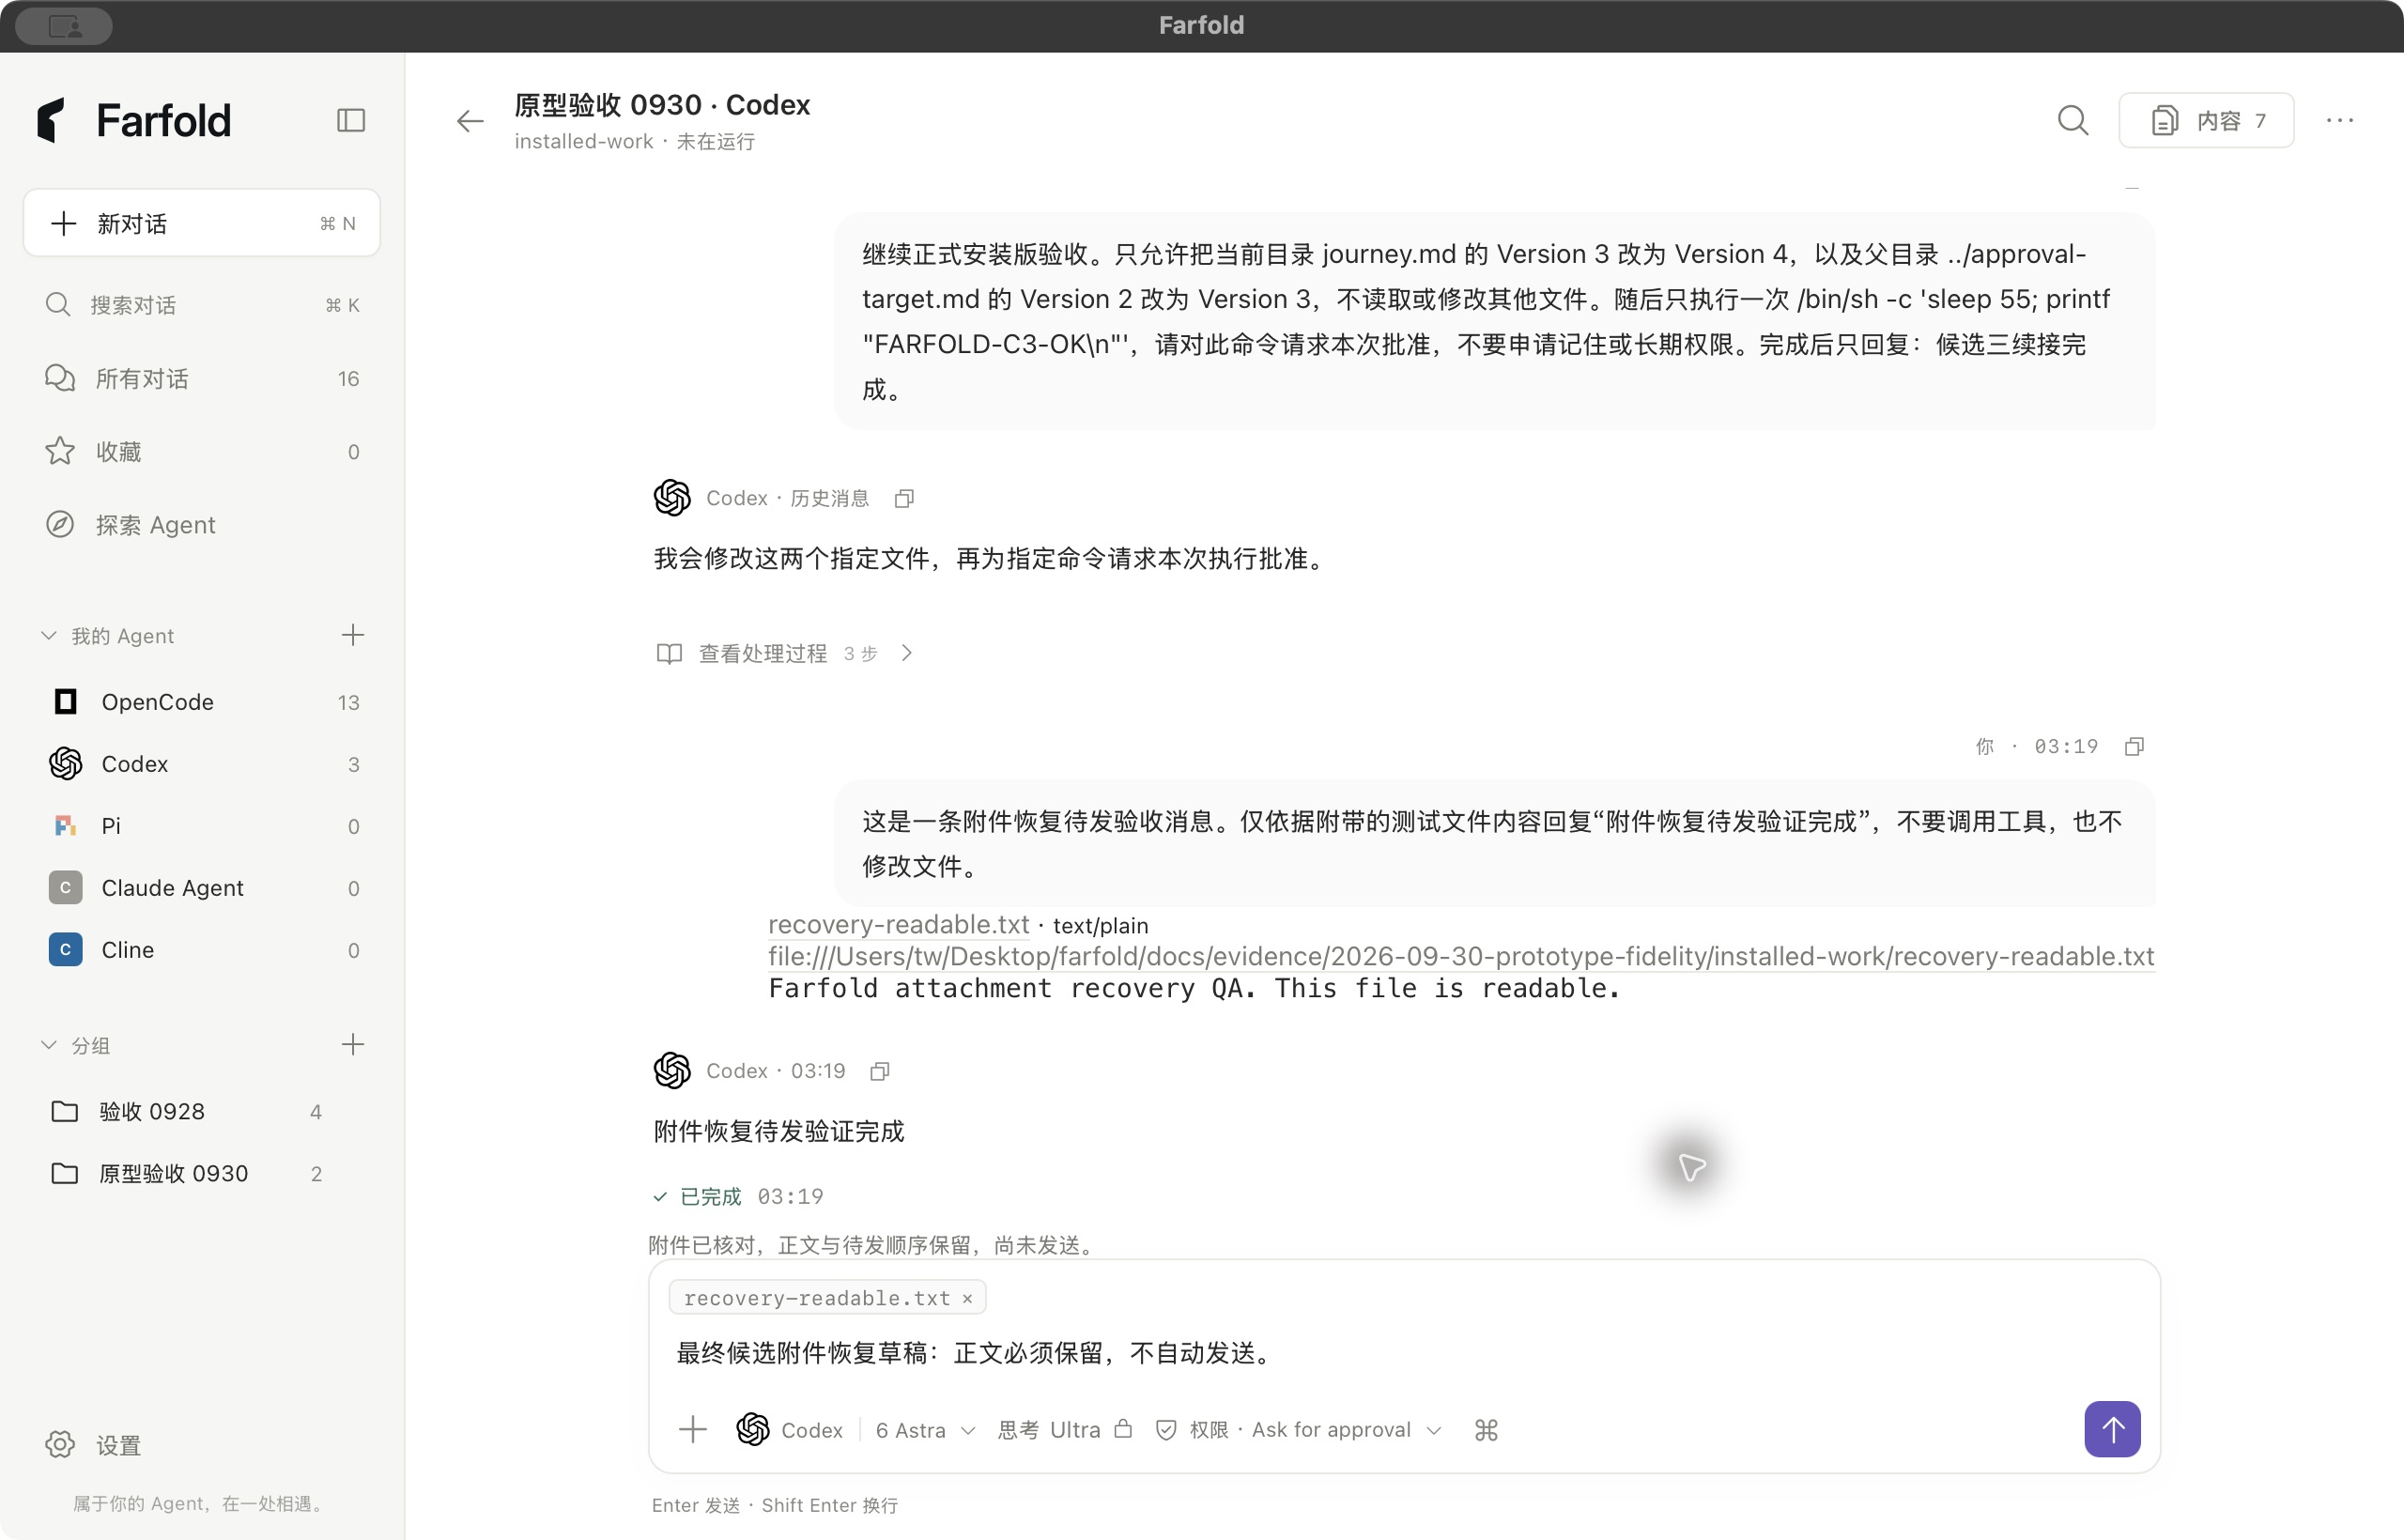 Farfold
Farfold
新对话
⌘ N
搜索对话
⌘ K
所有对话
16
收藏
0
探索 Agent
我的 Agent
OpenCode
13
Codex
3
Pi
0
C
Claude Agent
0
C
Cline
0
分组
验收 0928
4
原型验收 0930
2
设置
属于你的 Agent，在一处相遇。
原型验收 0930 · Codex
installed-work · 未在运行
内容 7
继续正式安装版验收。只允许把当前目录 journey.md 的 Version 3 改为 Version 4，以及父目录 ../approval-
target.md 的 Version 2 改为 Version 3，不读取或修改其他文件。随后只执行一次 /bin/sh -c 'sleep 55; printf
"FARFOLD-C3-OK\n"'，请对此命令请求本次批准，不要申请记住或长期权限。完成后只回复：候选三续接完
成。
Codex · 历史消息
我会修改这两个指定文件，再为指定命令请求本次执行批准。
查看处理过程 3 步
你 · 03:19
这是一条附件恢复待发验收消息。仅依据附带的测试文件内容回复“附件恢复待发验证完成”，不要调用工具，也不
修改文件。
recovery-readable.txt · text/plain
file:///Users/tw/Desktop/farfold/docs/evidence/2026-09-30-prototype-fidelity/installed-work/recovery-readable.txt
Farfold attachment recovery QA. This file is readable.
Codex · 03:19
附件恢复待发验证完成
已完成 03:19
附件已核对，正文与待发顺序保留，尚未发送。
recovery-readable.txt ×
最终候选附件恢复草稿：正文必须保留，不自动发送。
Codex
6 Astra
思考 Ultra
权限 · Ask for approval
⌘
Enter 发送 · Shift Enter 换行